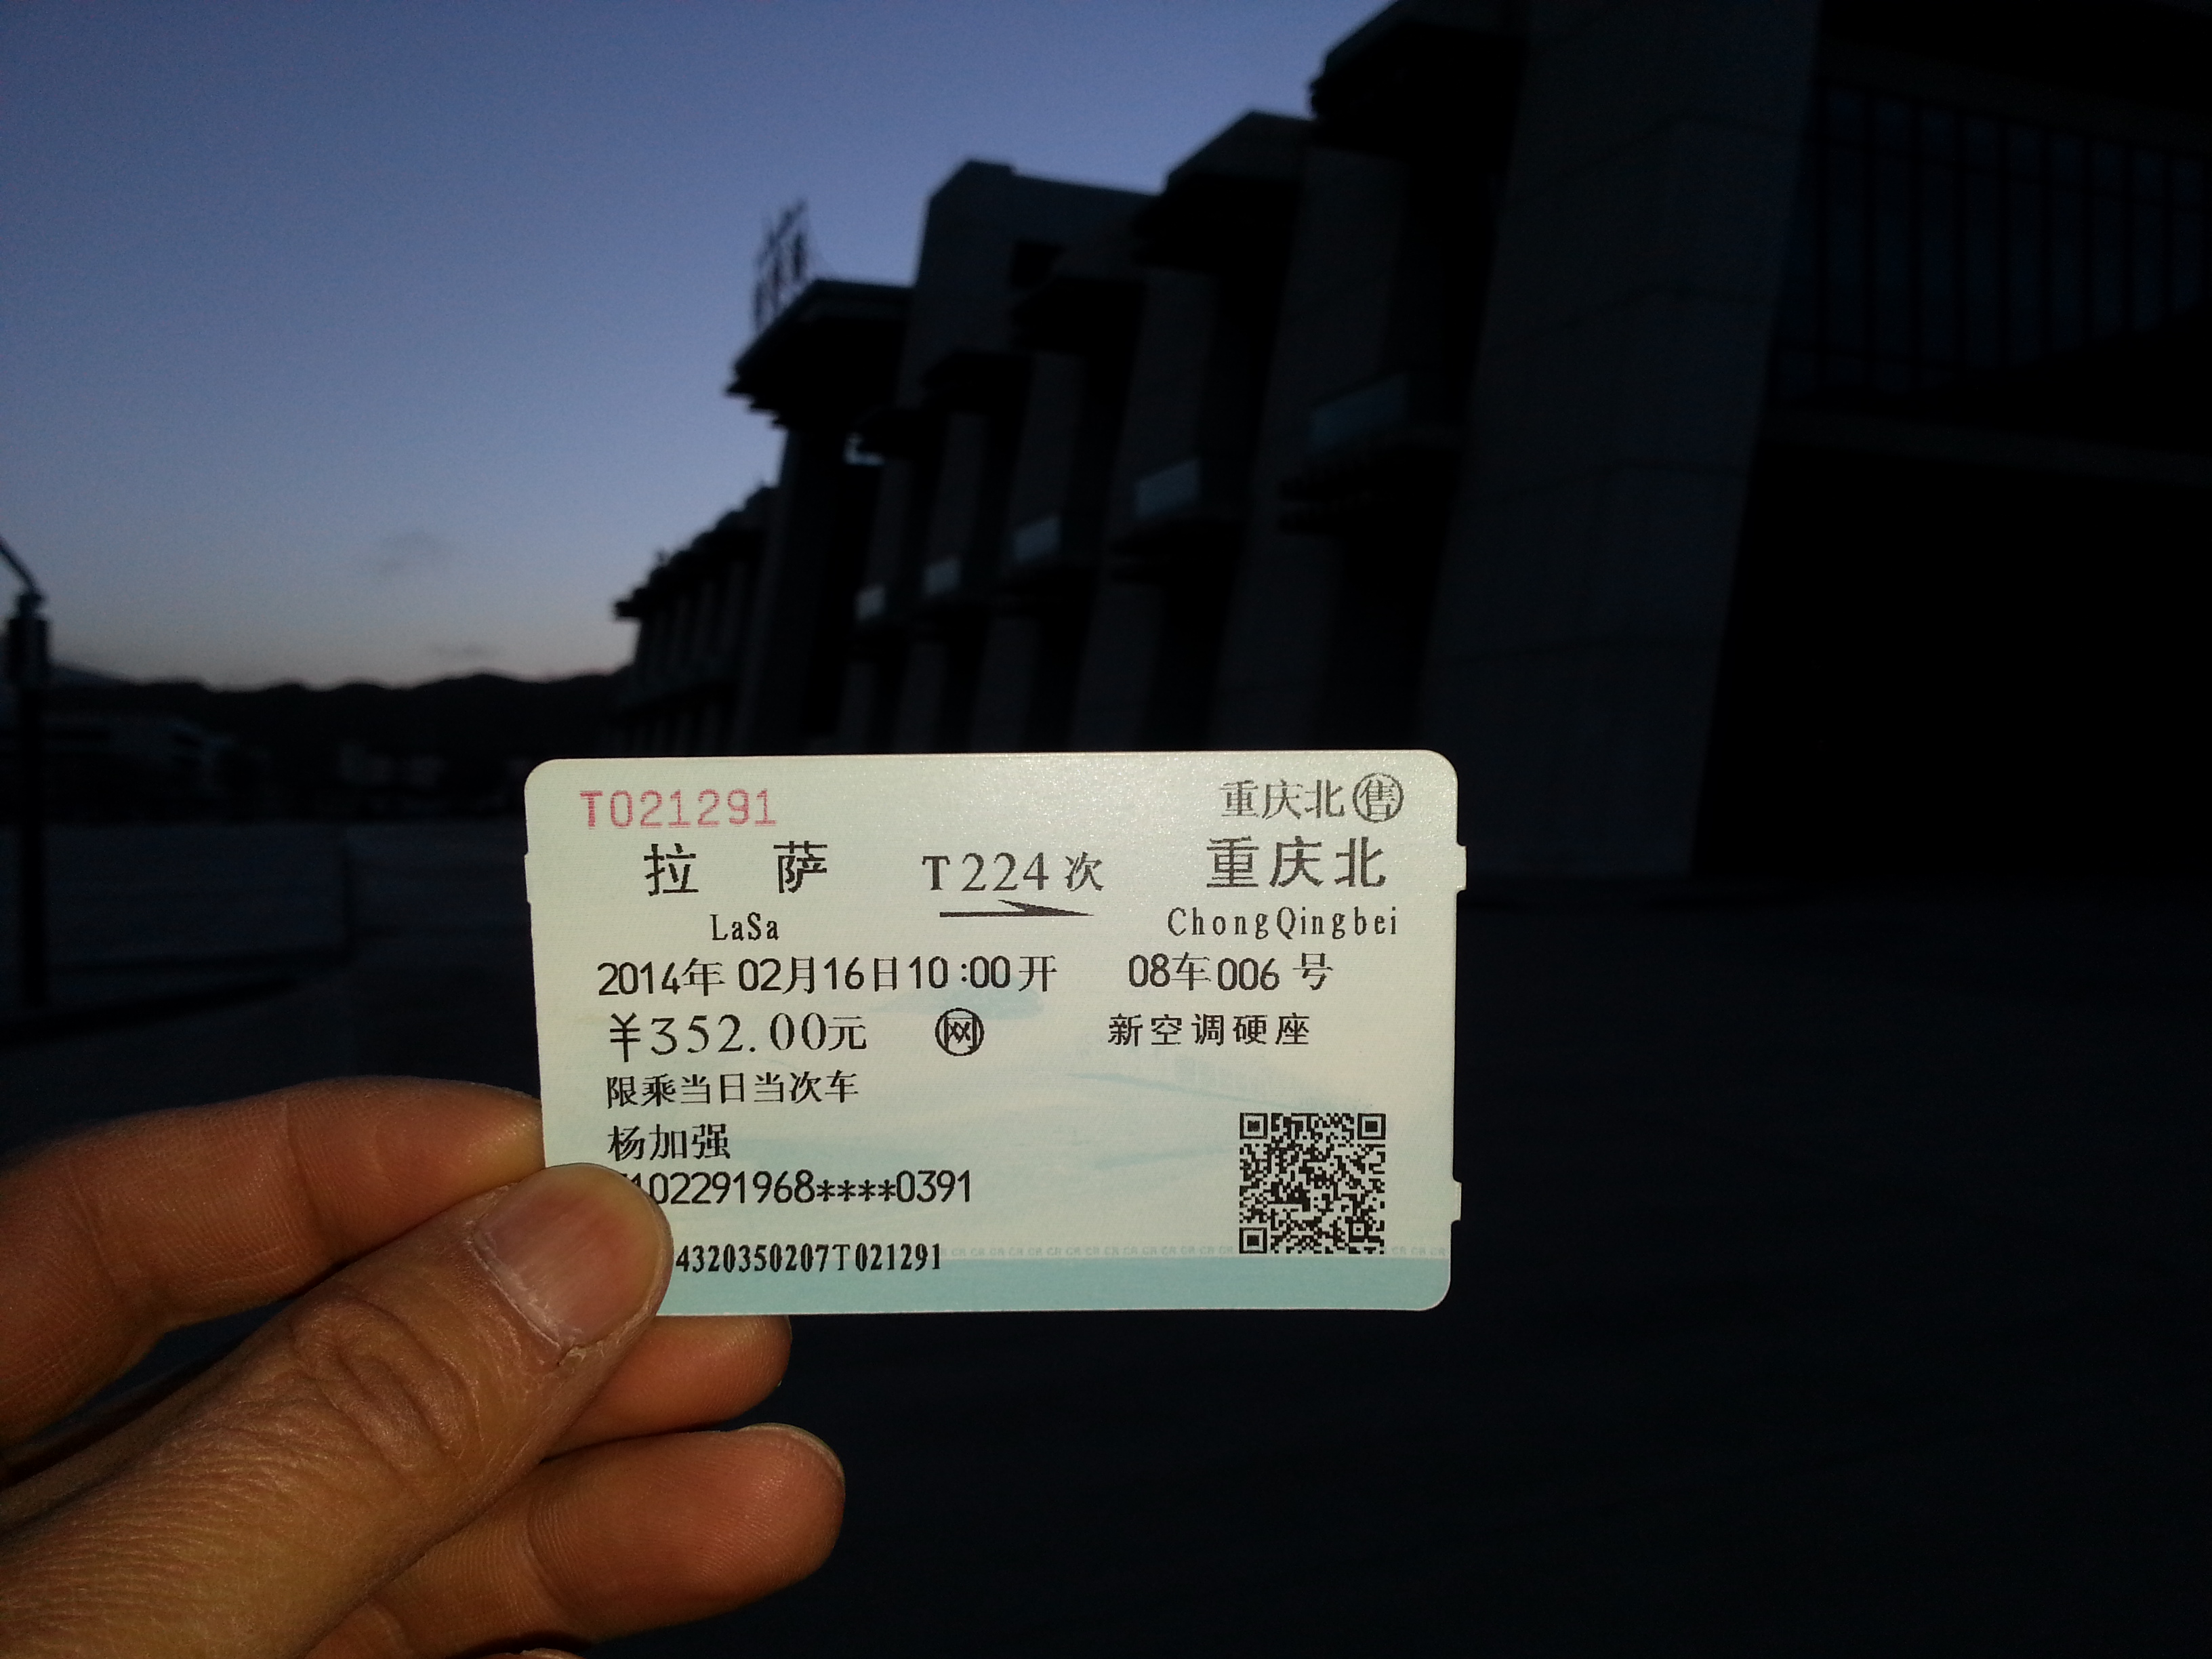 T021291 重庆北售
拉 萨 T224次 重庆北
LaSa ChongQingbei
2014年02月16日10:00开 08车006号
￥352.00元 网 新空调硬座
限乘当日当次车
杨加强
102291968****0391
4320350207T021291